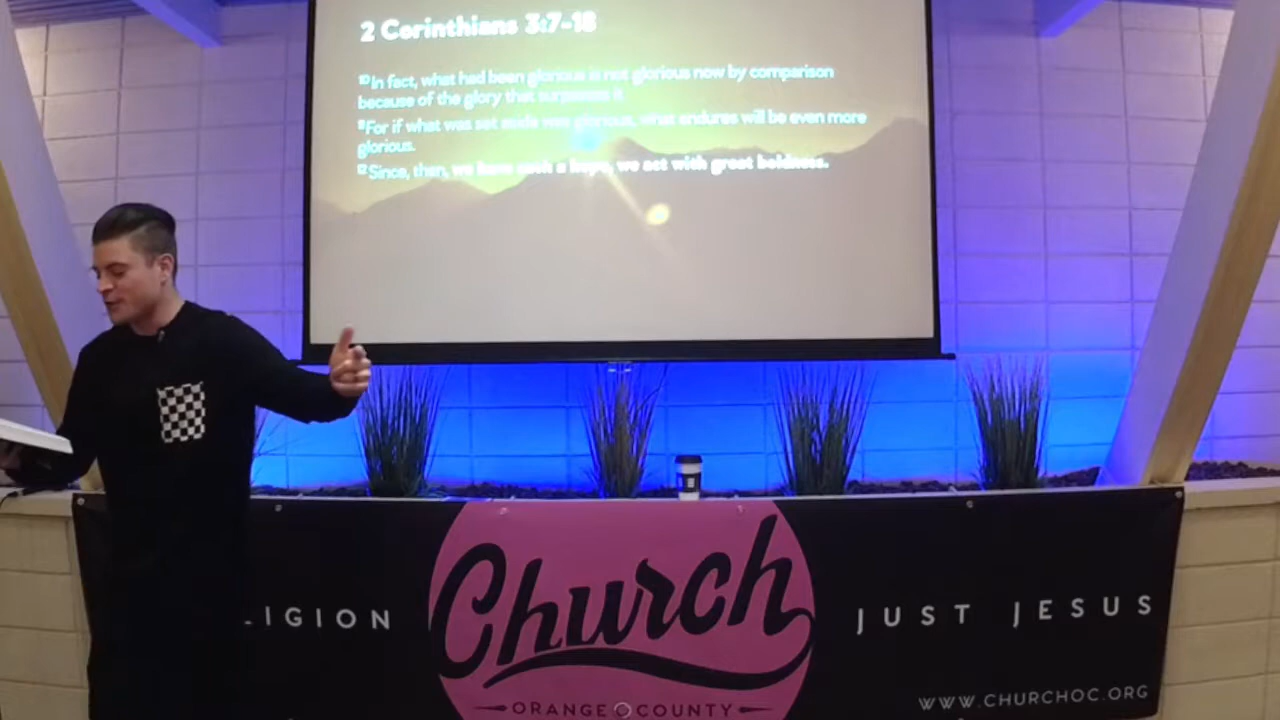 2 Corinthians 3:7-18
10 In fact, what had been glorious is not glorious now by comparison
because of the glory that surpasses it
For if what was set aside was glorious, what endures will be even more
glorious.
12 Since, then, we have such a hope, we act with great boldness.
LIGION
Church
JUST JESUS
ORANGE COUNTY
WWW.CHURCHOC.ORG